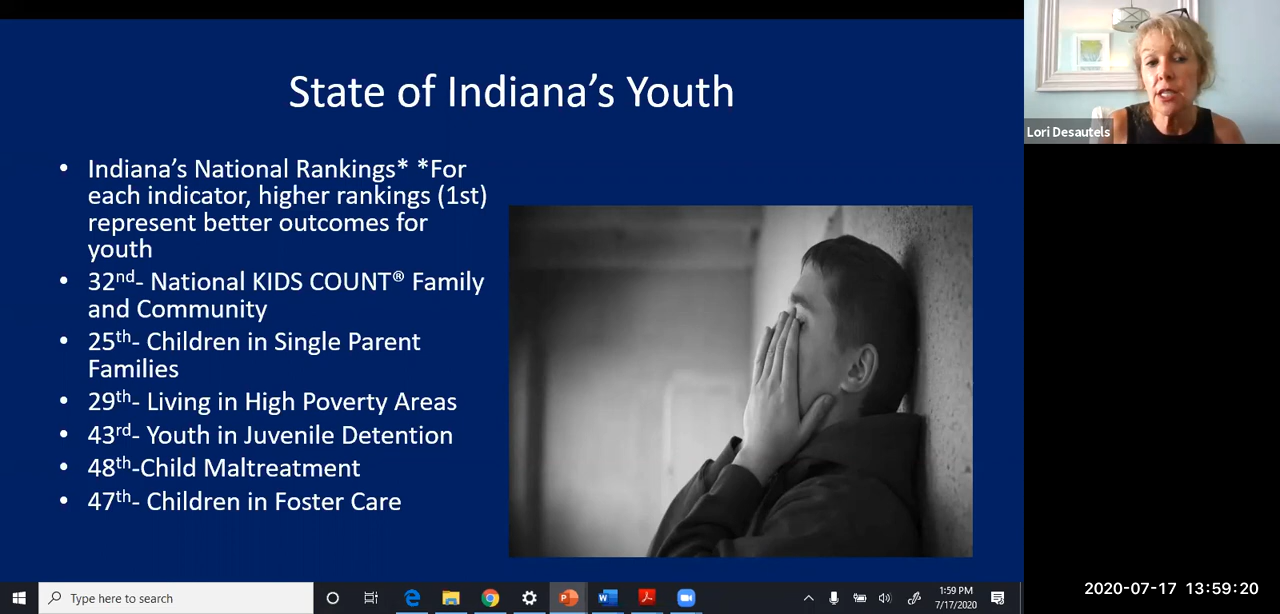 State of Indiana's Youth
• Indiana's National Rankings* *For
each indicator, higher rankings (1st)
represent better outcomes for
youth
• 32nd- National KIDS COUNT® Family
and Community
• 25th- Children in Single Parent
Families
• 29th- Living in High Poverty Areas
• 43rd- Youth in Juvenile Detention
• 48th-Child Maltreatment
• 47th- Children in Foster Care
Lori Desautels
Type here to search
1:59 PM
7/17/2020
2020-07-17 13:59:20